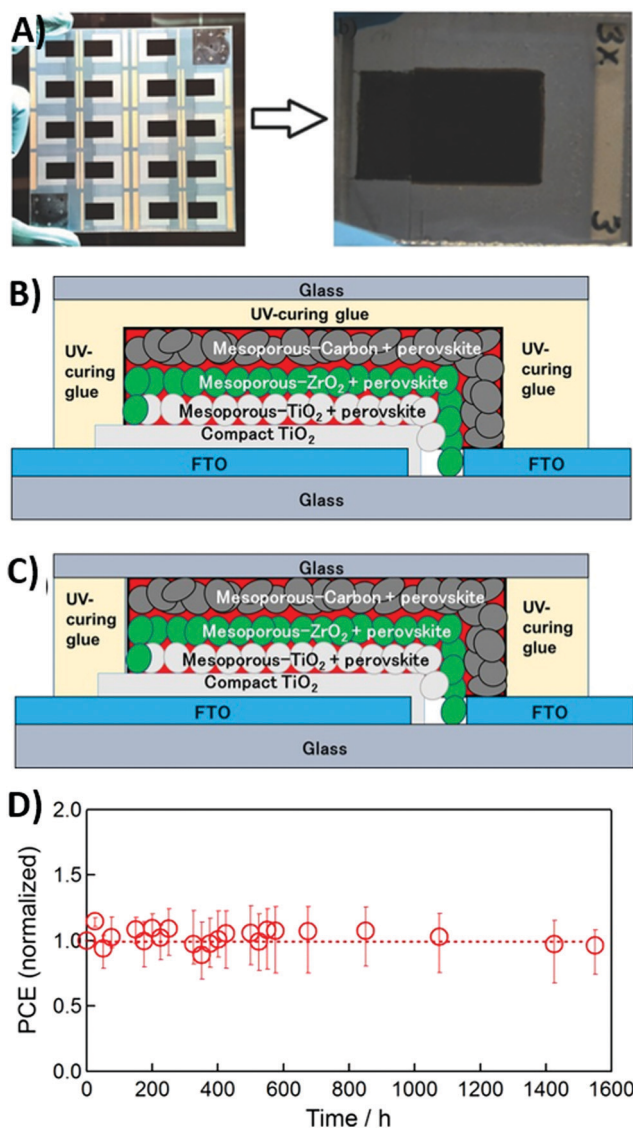 A)
b)
3x
3
B)
Glass
UV-curing glue
UV-
curing
glue
UV-
curing
glue
Mesoporous-Carbon + perovskite
Mesoporous-ZrO₂ + perovskite
Mesoporous-TiO₂ + perovskite
Compact TiO₂
FTO
FTO
Glass
C)
Glass
UV-
curing
glue
UV-
curing
glue
Mesoporous-Carbon + perovskite
Mesoporous-ZrO₂ + perovskite
Mesoporous-TiO₂ + perovskite
Compact TiO₂
FTO
FTO
Glass
D)
2.0
1.5
1.0
0.5
0.0
PCE (normalized)
0 200 400 600 800 1000 1200 1400 1600
Time / h